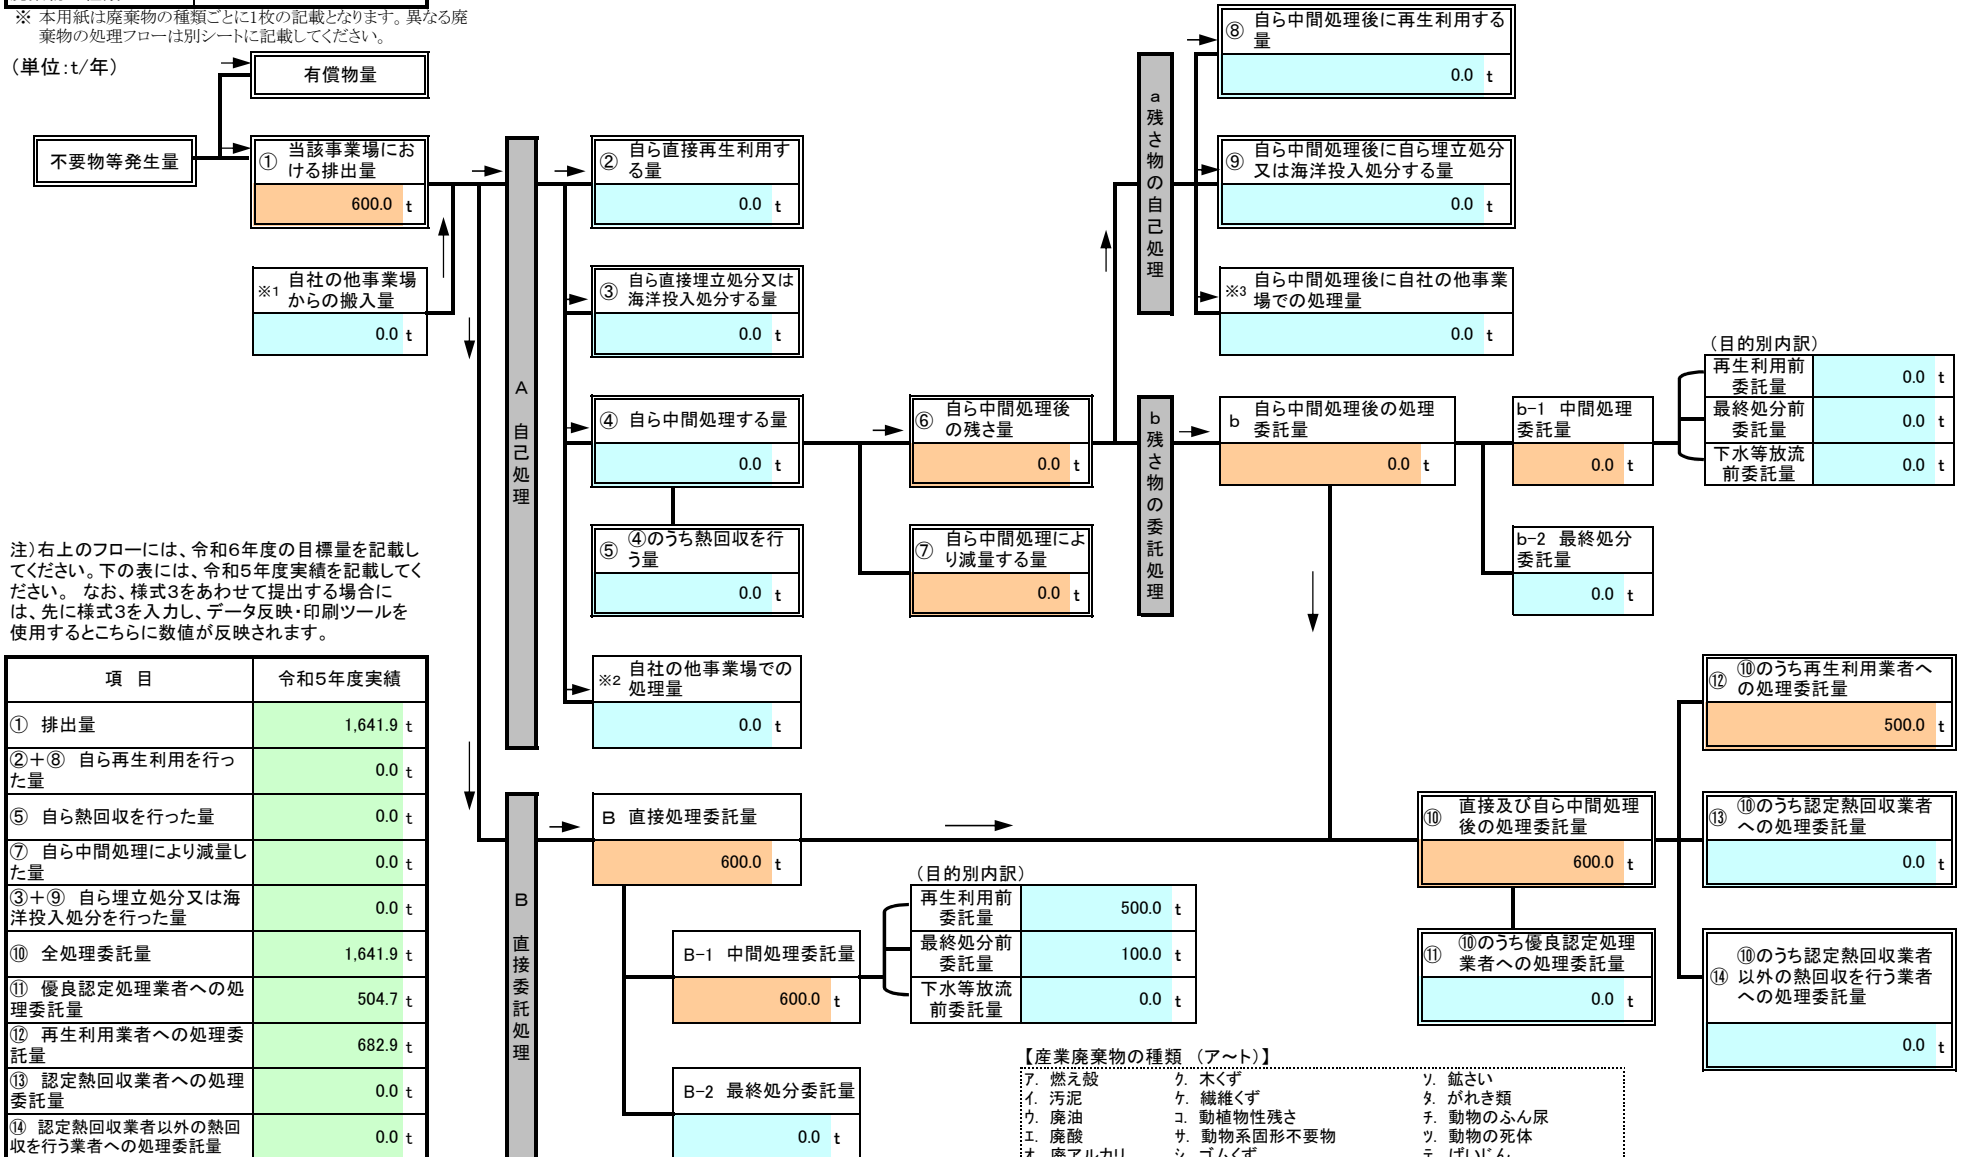 ※ 本用紙は廃棄物の種類ごとに1枚の記載となります。異なる廃
棄物の処理フローは別シートに記載してください。
(単位:t/年)
有償物量
不要物等発生量
① 当該事業場にお
ける排出量
600.0 t
※1 自社の他事業場
からの搬入量
0.0 t
A 自己処理
② 自ら直接再生利用す
る量
0.0 t
③ 自ら直接埋立処分又は
海洋投入処分する量
0.0 t
④ 自ら中間処理する量
0.0 t
⑤ ④のうち熱回収を行
う量
0.0 t
※2 自社の他事業場での
処理量
0.0 t
⑥ 自ら中間処理後
の残さ量
0.0 t
⑦ 自ら中間処理によ
り減量する量
0.0 t
a残さ物の自己処理
⑧ 自ら中間処理後に再生利用する
量
0.0 t
⑨ 自ら中間処理後に自ら埋立処分
又は海洋投入処分する量
0.0 t
※3 自ら中間処理後に自社の他事業
場での処理量
0.0 t
b残さ物の委託処理
b 自ら中間処理後の処理
委託量
0.0 t
b-1 中間処理
委託量
0.0 t
(目的別内訳)
再生利用前
委託量
0.0 t
最終処分前
委託量
0.0 t
下水等放流
前委託量
0.0 t
b-2 最終処分
委託量
0.0 t
注)右上のフローには、令和6年度の目標量を記載し
てください。下の表には、令和5年度実績を記載してく
ださい。 なお、様式3をあわせて提出する場合に
は、先に様式3を入力し、データ反映・印刷ツールを
使用するとこちらに数値が反映されます。
項 目 令和5年度実績
① 排出量 1,641.9 t
②+⑧ 自ら再生利用を行っ
た量
0.0 t
⑤ 自ら熱回収を行った量 0.0 t
⑦ 自ら中間処理により減量し
た量
0.0 t
③+⑨ 自ら埋立処分又は海
洋投入処分を行った量
0.0 t
⑩ 全処理委託量 1,641.9 t
⑪ 優良認定処理業者への処
理委託量
504.7 t
⑫ 再生利用業者への処理委
託量
682.9 t
⑬ 認定熱回収業者への処理
委託量
0.0 t
⑭ 認定熱回収業者以外の熱回
収を行う業者への処理委託量
0.0 t
B 直接委託処理
B 直接処理委託量
600.0 t
(目的別内訳)
B-1 中間処理委託量
600.0 t
再生利用前
委託量
500.0 t
最終処分前
委託量
100.0 t
下水等放流
前委託量
0.0 t
B-2 最終処分委託量
0.0 t
⑩ 直接及び自ら中間処理
後の処理委託量
600.0 t
⑪ ⑩のうち優良認定処理
業者への処理委託量
0.0 t
⑫ ⑩のうち再生利用業者へ
の処理委託量
500.0 t
⑬ ⑩のうち認定熱回収業者
への処理委託量
0.0 t
⑭ ⑩のうち認定熱回収業者
以外の熱回収を行う業者
への処理委託量
0.0 t
【産業廃棄物の種類 (ア~ト)】
ア. 燃え殻 ク. 木くず ソ. 鉱さい
イ. 汚泥 ケ. 繊維くず タ. がれき類
ウ. 廃油 コ. 動植物性残さ チ. 動物のふん尿
エ. 廃酸 サ. 動物系固形不要物 ツ. 動物の死体
オ. 廃アルカリ シ. ゴムくず テ. ばいじん